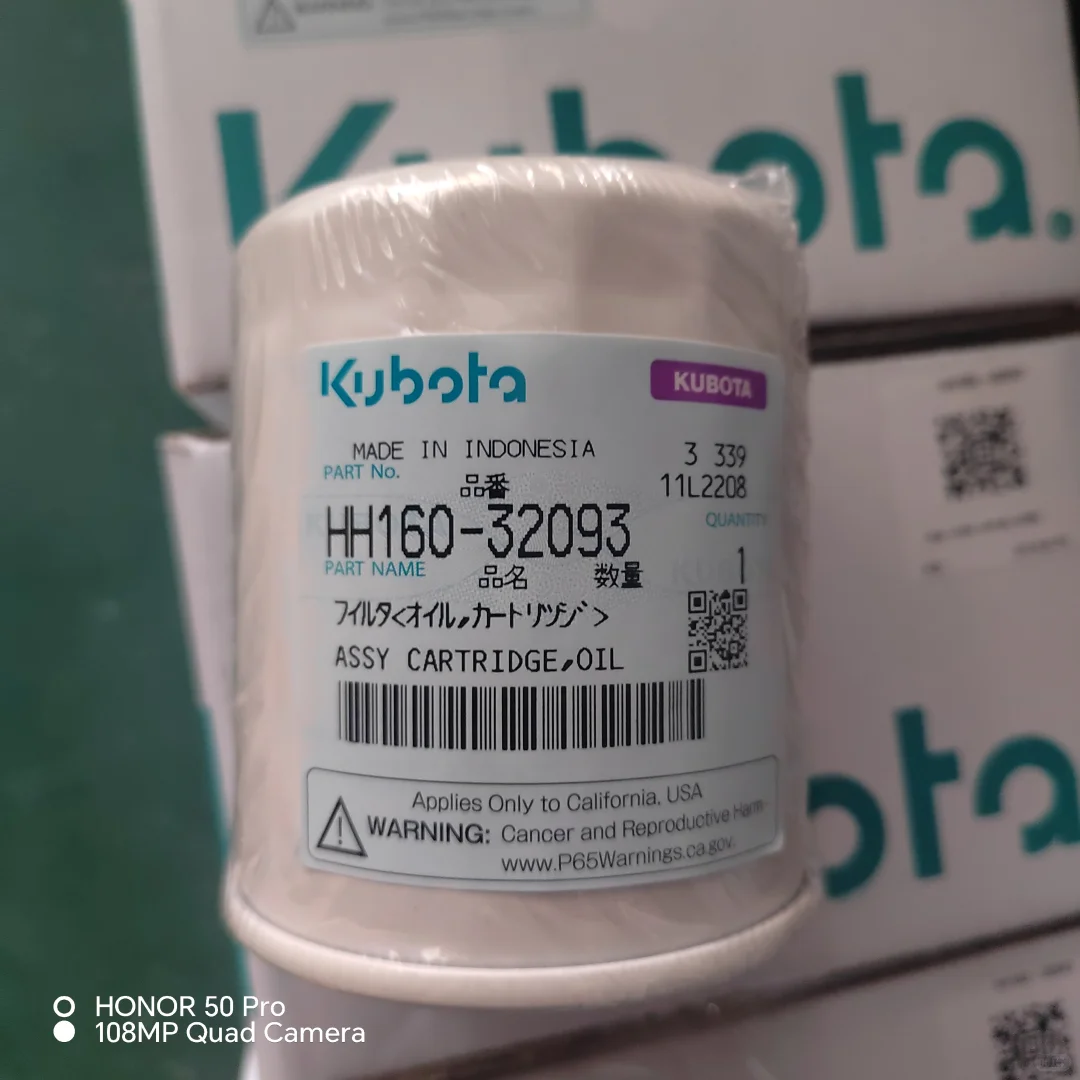 WARNING:
Kubota.
Kubota KUBOTA
MADE IN INDONESIA 3 339
PART No. 品番 11L2208
HH160-32093 QUANTITY
PART NAME 品名 数量 1
フィルタ<オイル,カートリツジ>
ASSY CARTRIDGE,OIL
Applies Only to California, USA
WARNING: Cancer and Reproductive Harm
www.P65Warnings.ca.gov.
bota
HONOR 50 Pro
108MP Quad Camera